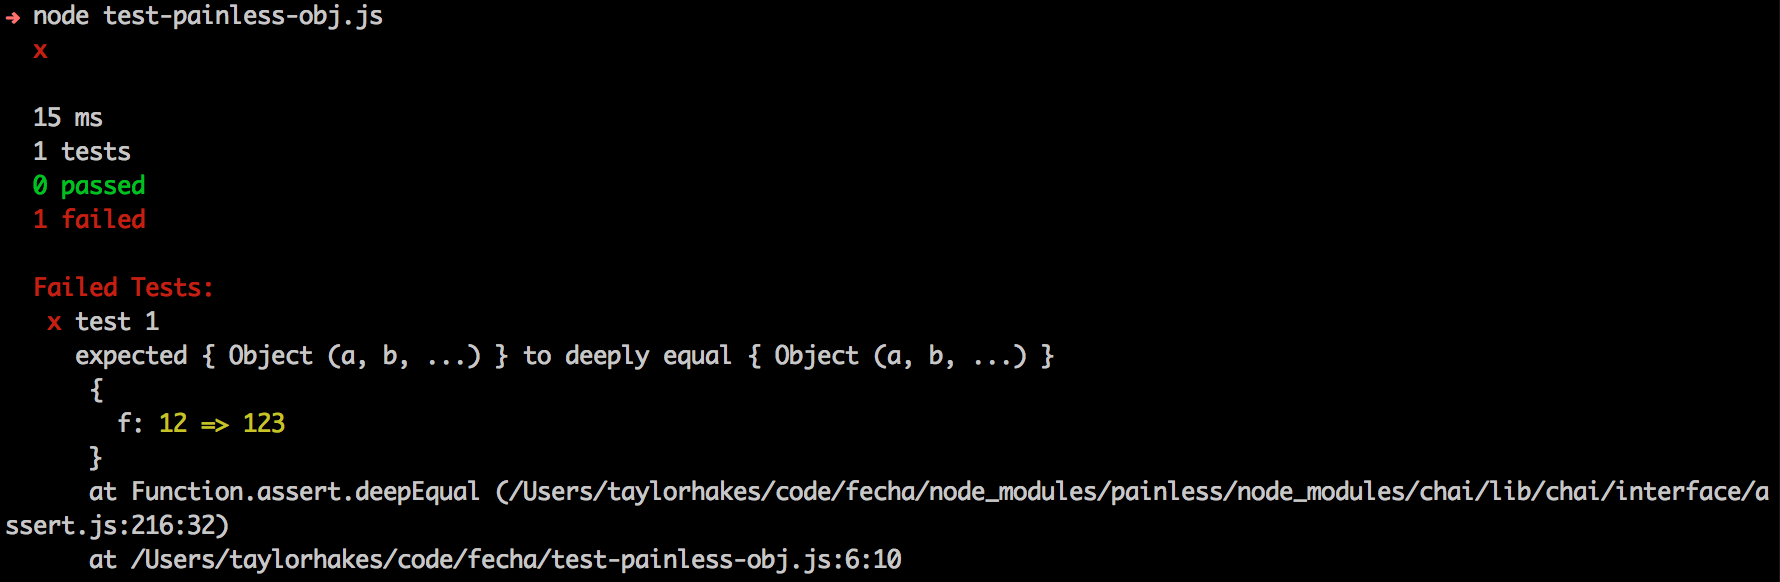 ➜ node test-painless-obj.js
x
15 ms
1 tests
0 passed
1 failed
Failed Tests:
x test 1
expected { Object (a, b, ...) } to deeply equal { Object (a, b, ...) }
{
f: 12 => 123
}
at Function.assert.deepEqual (/Users/taylorhakes/code/fecha/node_modules/painless/node_modules/chai/lib/chai/interface/a
ssert.js:216:32)
at /Users/taylorhakes/code/fecha/test-painless-obj.js:6:10